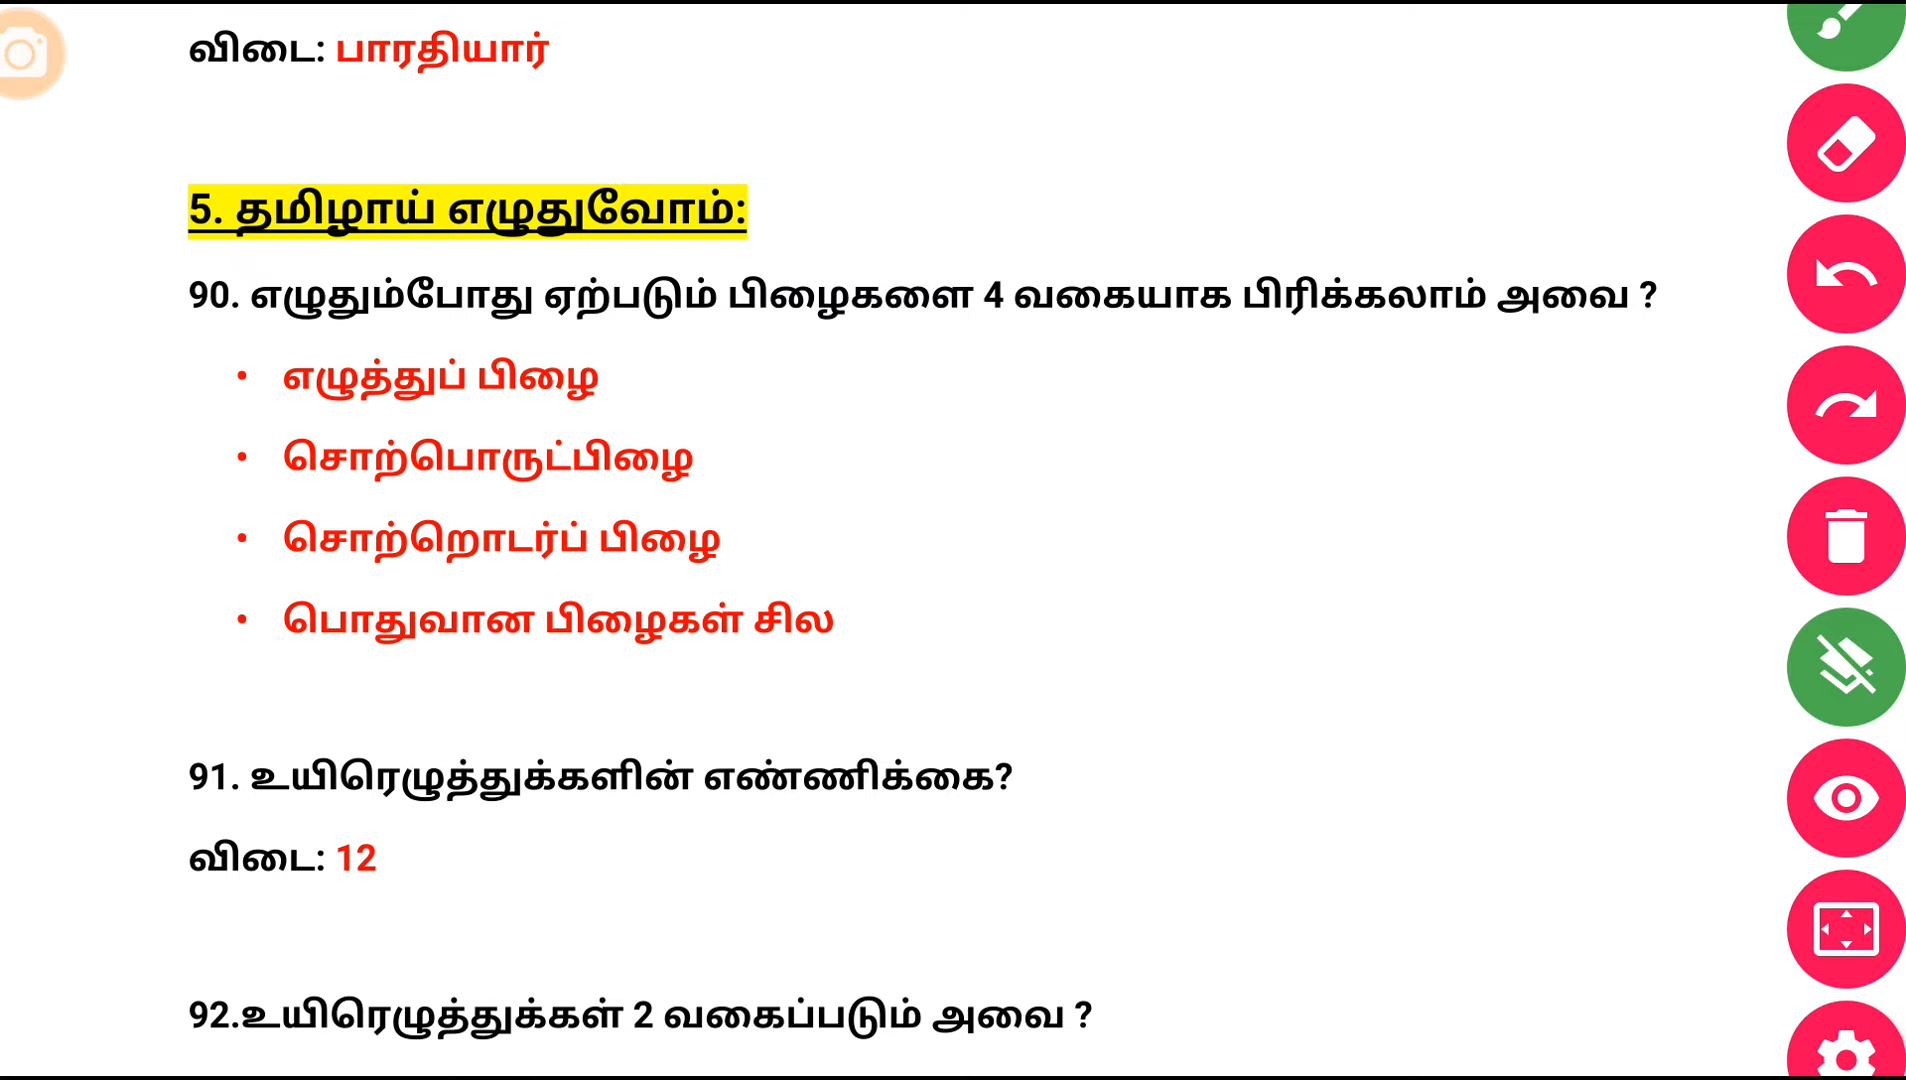 விடை: பாரதியார்
5. தமிழாய் எழுதுவோம்:
90. எழுதும்போது ஏற்படும் பிழைகளை 4 வகையாக பிரிக்கலாம் அவை ?
• எழுத்துப் பிழை
• சொற்பொருட்பிழை
• சொற்றொடர்ப் பிழை
• பொதுவான பிழைகள் சில
91. உயிரெழுத்துக்களின் எண்ணிக்கை?
விடை: 12
92.உயிரெழுத்துக்கள் 2 வகைப்படும் அவை ?